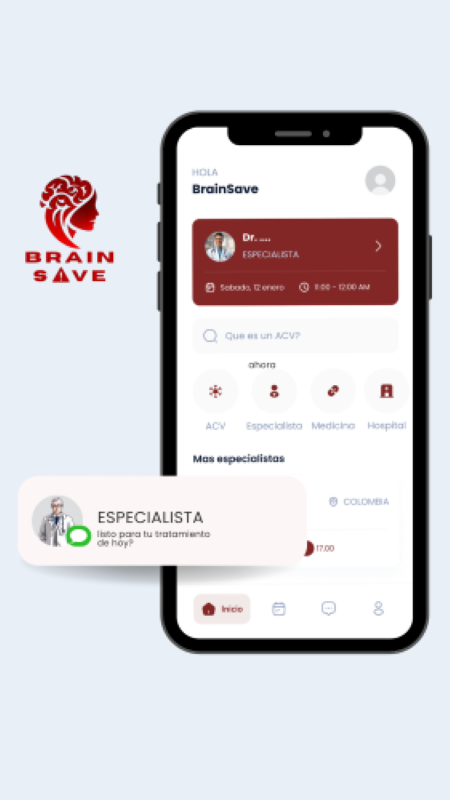 HOLA
BrainSave
BRAIN
SAVE
Dr. ....
ESPECIALISTA
Sabado, 12 enero
11:00 - 12:00 AM
Que es un ACV?
ahora
ACV
Especialista
Medicina
Hospital
Mas especialistas
COLOMBIA
ESPECIALISTA
listo para tu tratamiento
de hoy?
17.00
Inicio